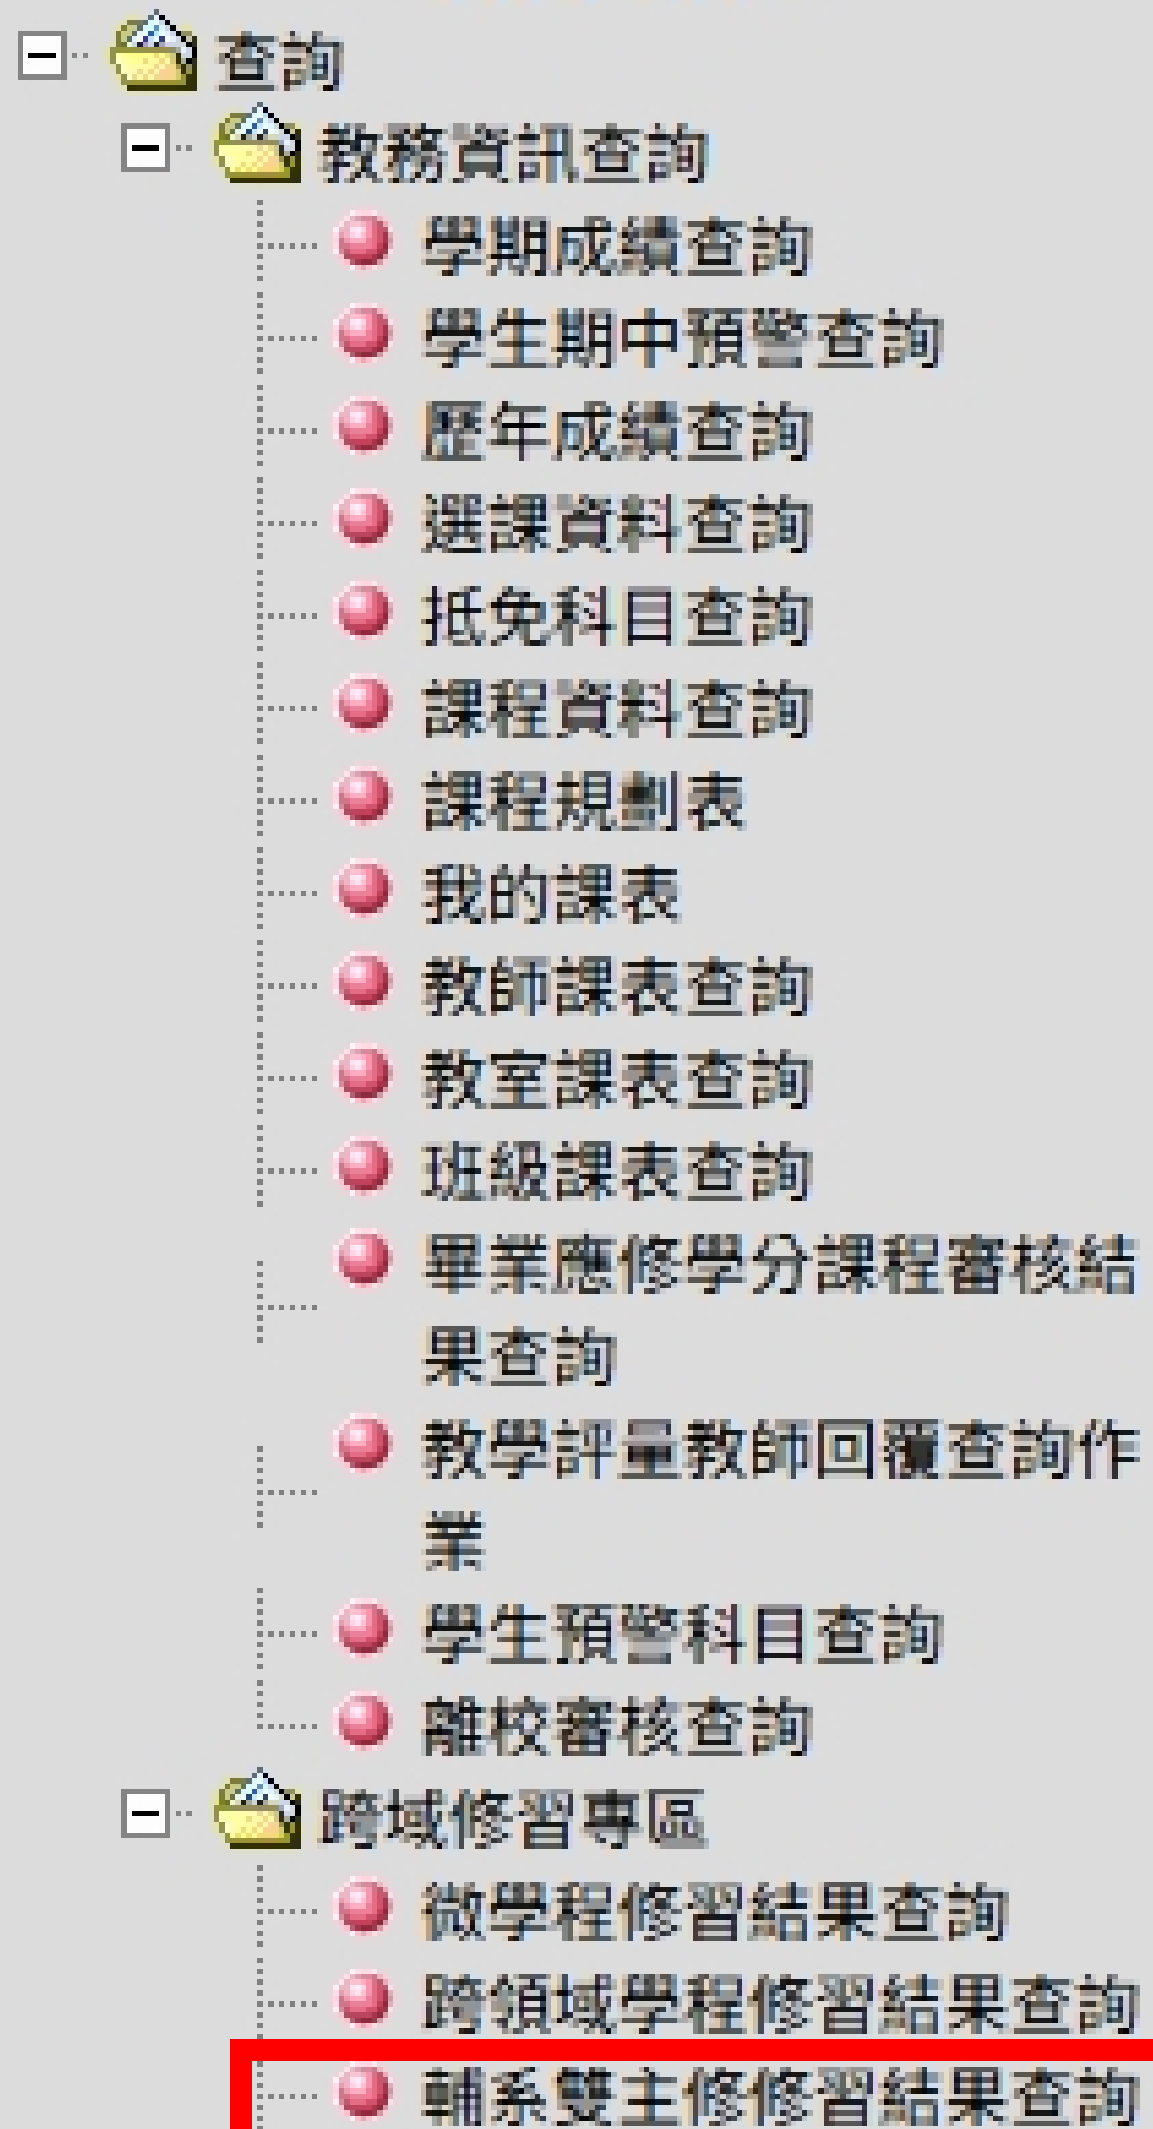 查詢
教務資訊查詢
學期成績查詢
學生期中預警查詢
歷年成績查詢
選課資料查詢
抵免科目查詢
課程資料查詢
課程規劃表
我的課表
教師課表查詢
教室課表查詢
班級課表查詢
畢業應修學分課程審核結
果查詢
教學評量教師回覆查詢作
業
學生預警科目查詢
離校審核查詢
跨域修習專區
微學程修習結果查詢
跨領域學程修習結果查詢
輔系雙主修修習結果查詢